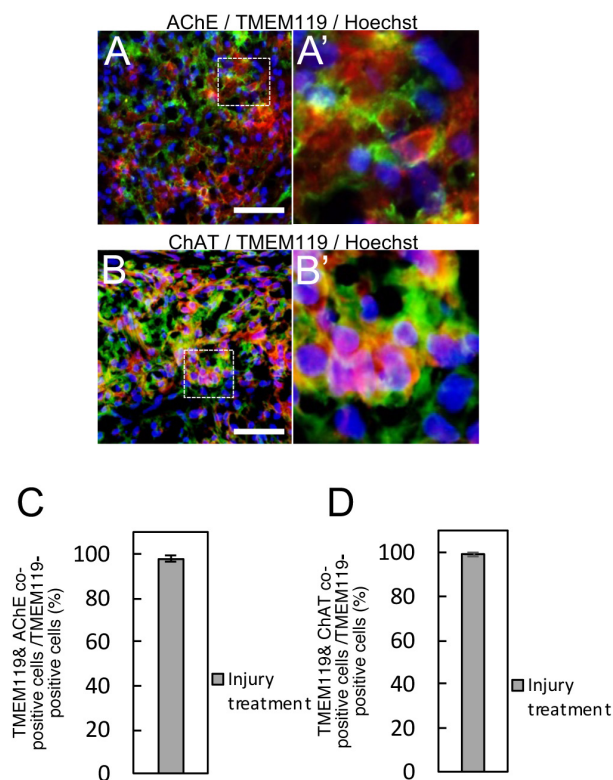 AChE / TMEM119 / Hoechst
A
A’
ChAT / TMEM119 / Hoechst
B
B’
C
TMEM119& AChE co-
positive cells /TMEM119-
positive cells (%)
100
80
60
40
20
0
Injury
treatment
D
TMEM119& ChAT co-
positive cells /TMEM119-
positive cells (%)
100
80
60
40
20
0
Injury
treatment